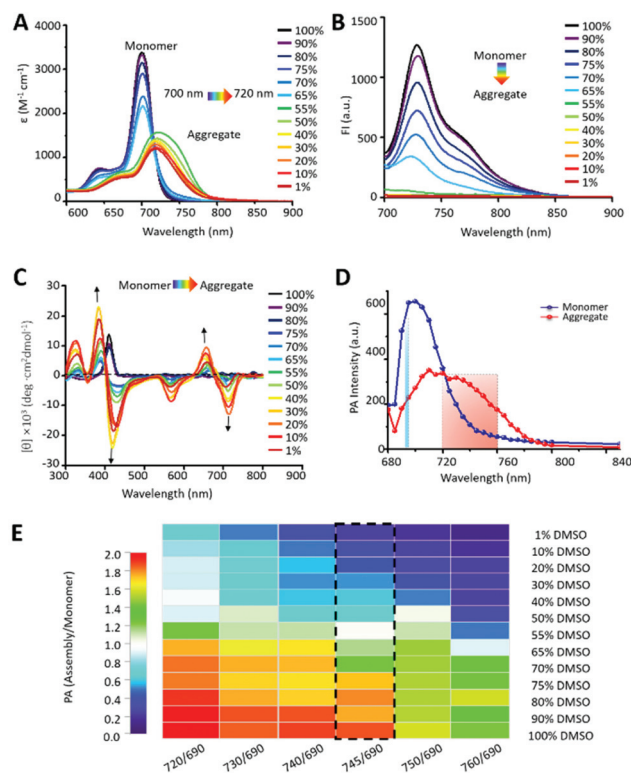 A
Monomer
700 nm
720 nm
Aggregate
ε (M⁻¹ cm⁻¹)
4000
3000
2000
1000
0
600 650 700 750 800 850 900
Wavelength (nm)
100%
90%
80%
75%
70%
65%
55%
50%
40%
30%
20%
10%
1%
B
Monomer
Aggregate
FI (a.u.)
1500
1000
500
0
700 750 800 850 900
Wavelength (nm)
100%
90%
80%
75%
70%
65%
55%
50%
40%
30%
20%
10%
1%
C
Monomer Aggregate
[θ] ×10³ (deg·cm²dmol⁻¹)
30
20
10
0
-10
-20
-30
300 400 500 600 700 800 900
Wavelength (nm)
100%
90%
80%
75%
70%
65%
55%
50%
40%
30%
20%
10%
1%
D
Monomer
Aggregate
PA Intensity (a.u.)
600
400
200
0
680 720 760 800 840
Wavelength (nm)
E
PA (Assembly/Monomer)
2.0
1.8
1.6
1.4
1.2
1.0
0.8
0.6
0.4
0.2
0.0
1% DMSO
10% DMSO
20% DMSO
30% DMSO
40% DMSO
50% DMSO
55% DMSO
65% DMSO
70% DMSO
75% DMSO
80% DMSO
90% DMSO
100% DMSO
720/690 730/690 740/690 745/690 750/690 760/690